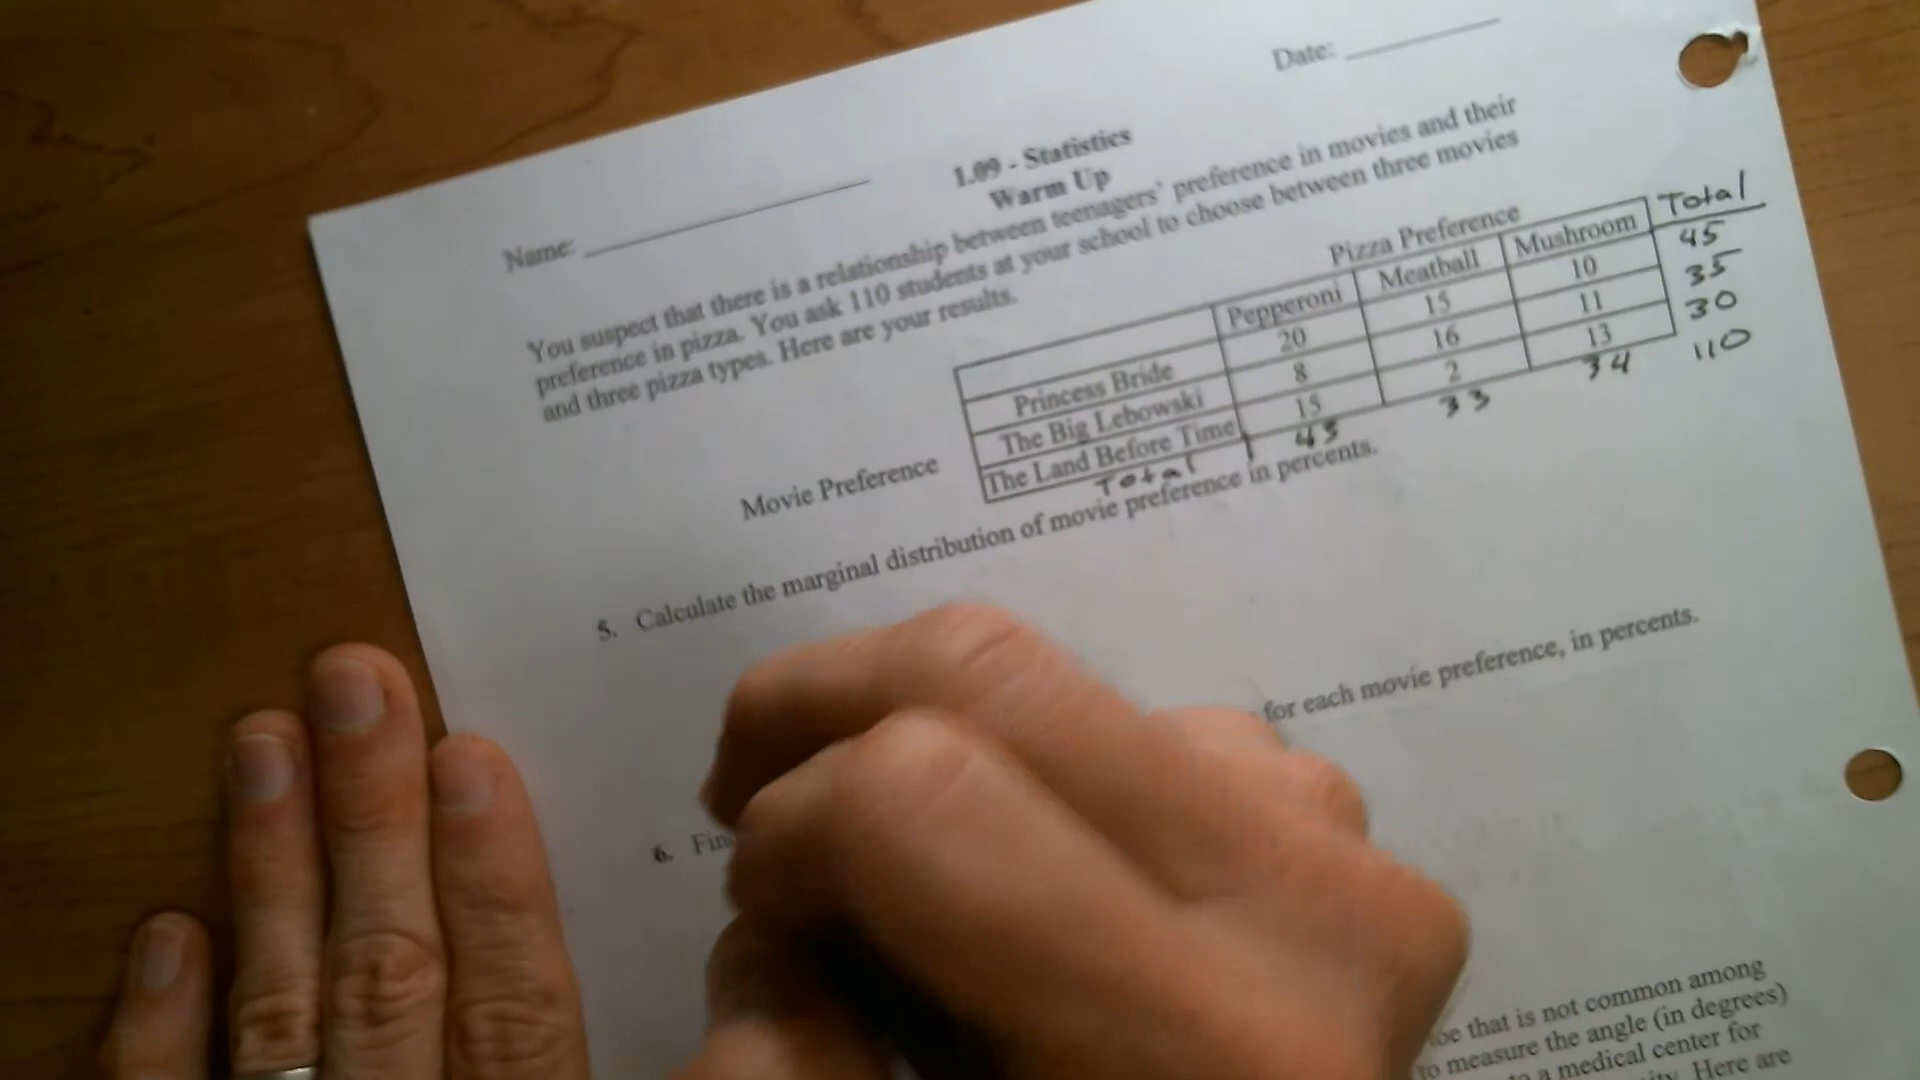 Date:
Name:
1.09 - Statistics
Warm Up
You suspect that there is a relationship between teenagers' preference in movies and their
preference in pizza. You ask 110 students at your school to choose between three movies
and three pizza types. Here are your results.
Pizza Preference
Pepperoni Meatball Mushroom Total
Princess Bride 20 15 10 45
The Big Lebowski 8 16 11 35
The Land Before Time 15 2 13 30
Total 43 33 34 110
Movie Preference
5. Calculate the marginal distribution of movie preference in percents.
6. for each movie preference, in percents.
that is not common among
to measure the angle (in degrees)
a medical center for
Here are